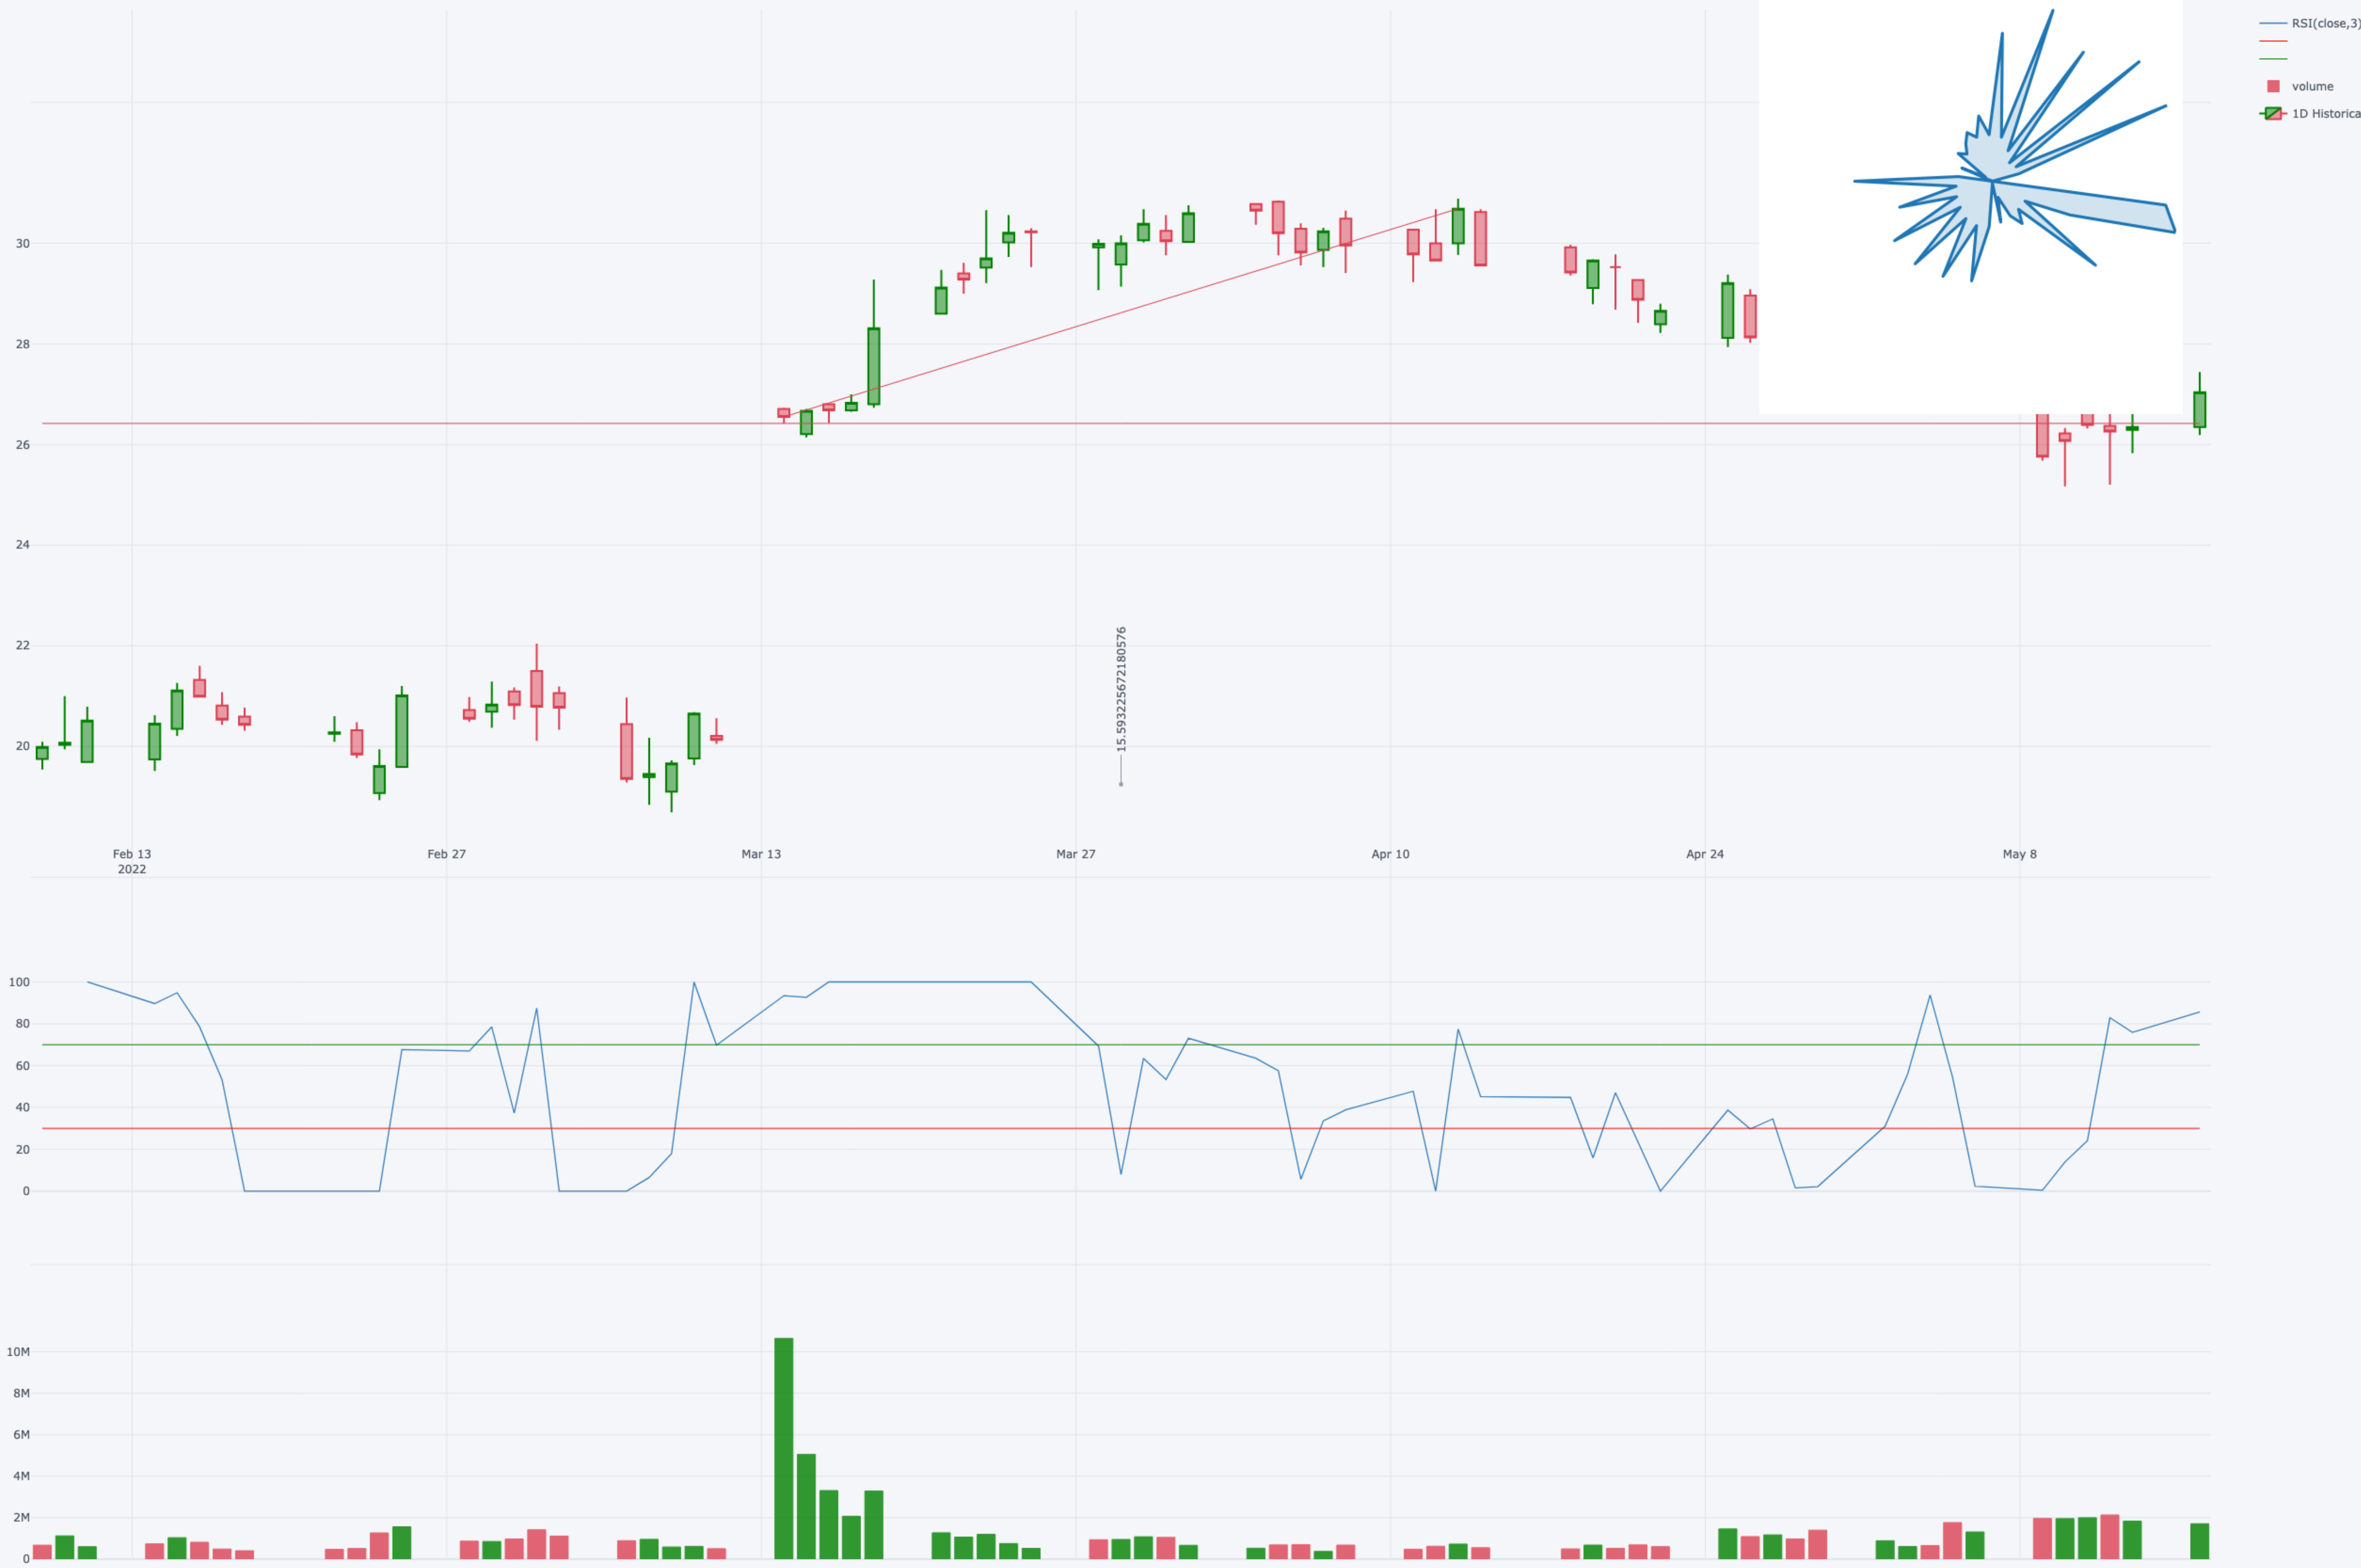 RSI(close,3)
volume
1D Historica
30
28
26
24
22
20
15.593225672180576
Feb 13
2022
Feb 27
Mar 13
Mar 27
Apr 10
Apr 24
May 8
100
80
60
40
20
0
10M
8M
6M
4M
2M
0